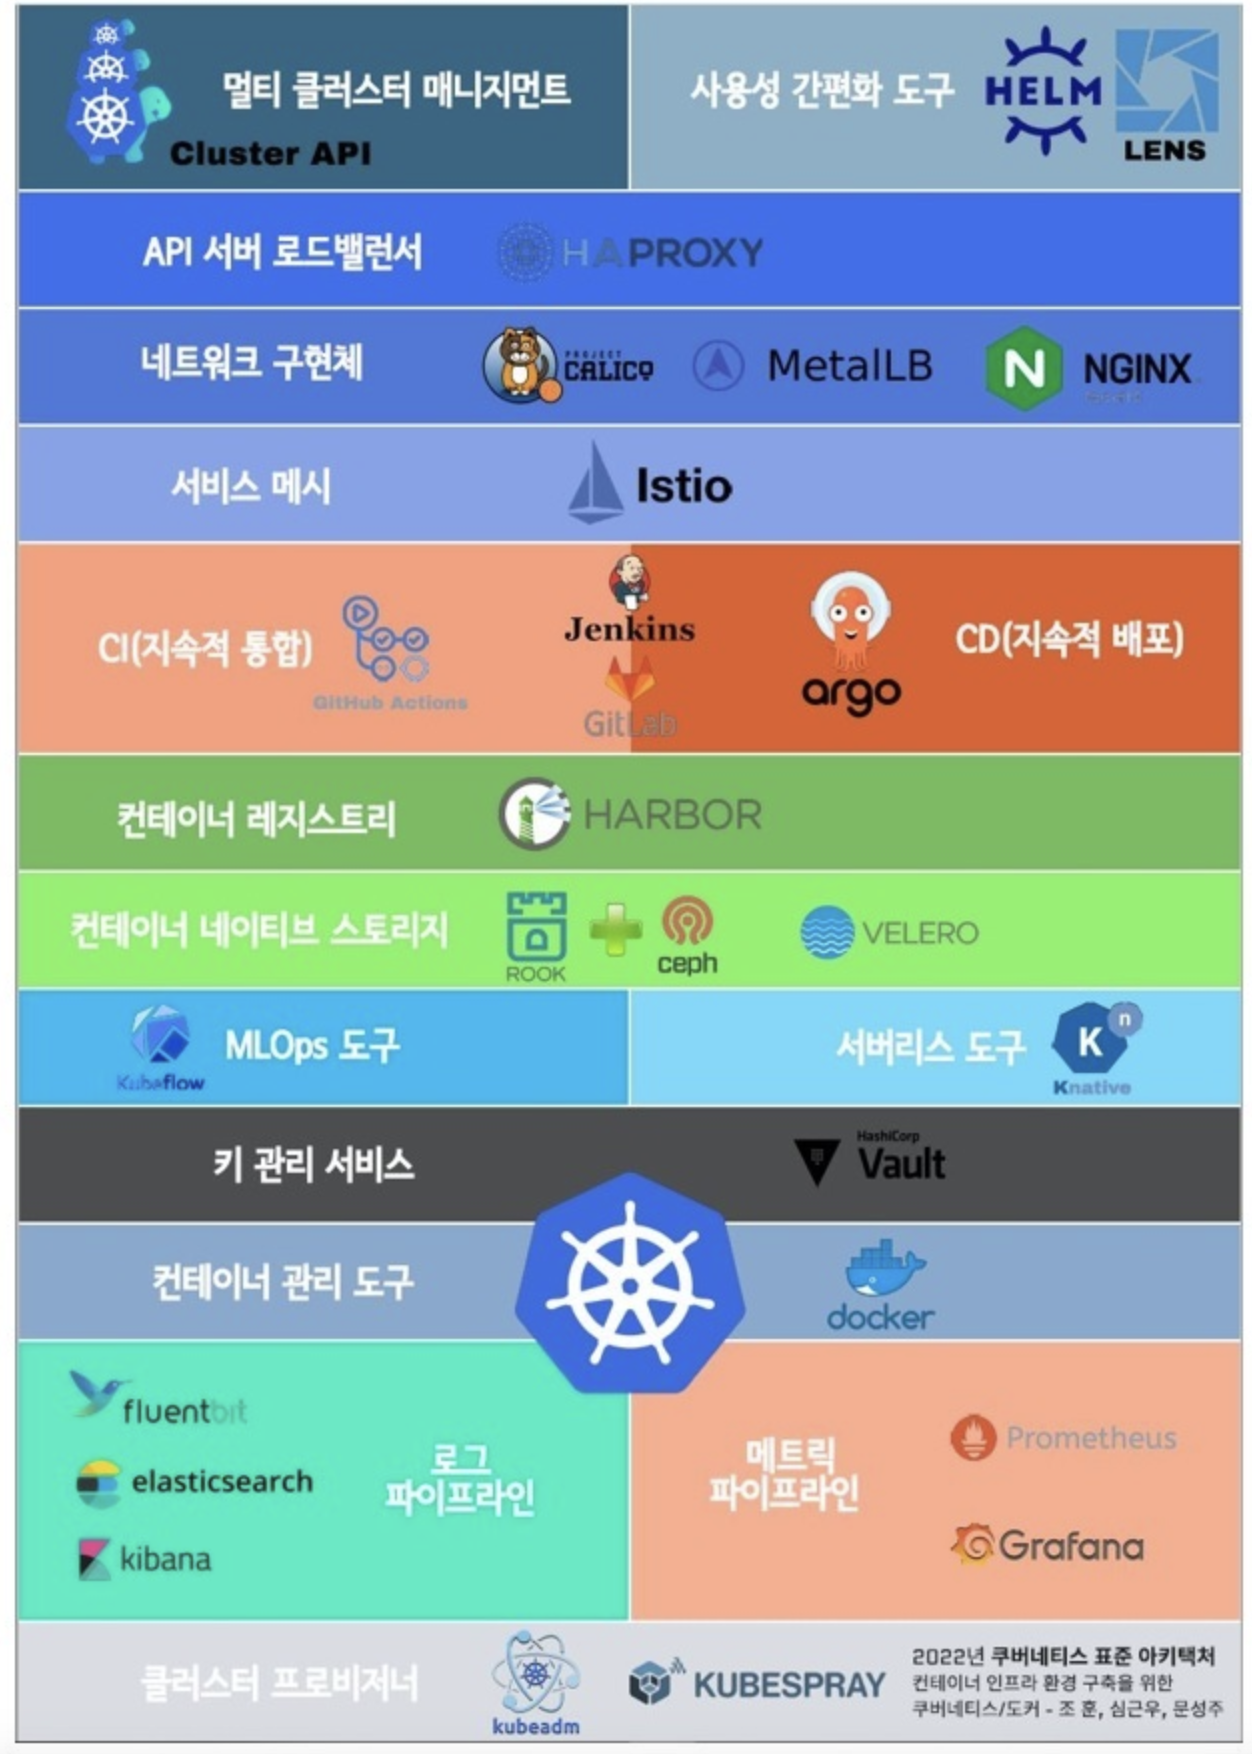 멀티 클러스터 매니지먼트
Cluster API
사용성 간편화 도구
HELM
LENS
API 서버 로드밸런서
HAPROXY
네트워크 구현체
PROJECT
CALICO
MetalLB
N
NGINX
서비스 메시
Istio
CI(지속적 통합)
GitHub Actions
Jenkins
GitLab
argo
CD(지속적 배포)
컨테이너 레지스트리
HARBOR
컨테이너 네이티브 스토리지
ROOK
ceph
VELERO
Kubeflow
MLOps 도구
서버리스 도구
K
n
Knative
키 관리 서비스
HashiCorp
Vault
컨테이너 관리 도구
docker
fluentbit
elasticsearch
kibana
로그
파이프라인
메트릭
파이프라인
Prometheus
Grafana
클러스터 프로비저너
kubeadm
KUBESPRAY
2022년 쿠버네티스 표준 아키택처
컨테이너 인프라 환경 구축을 위한
쿠버네티스/도커 - 조 훈, 심근우, 문성주